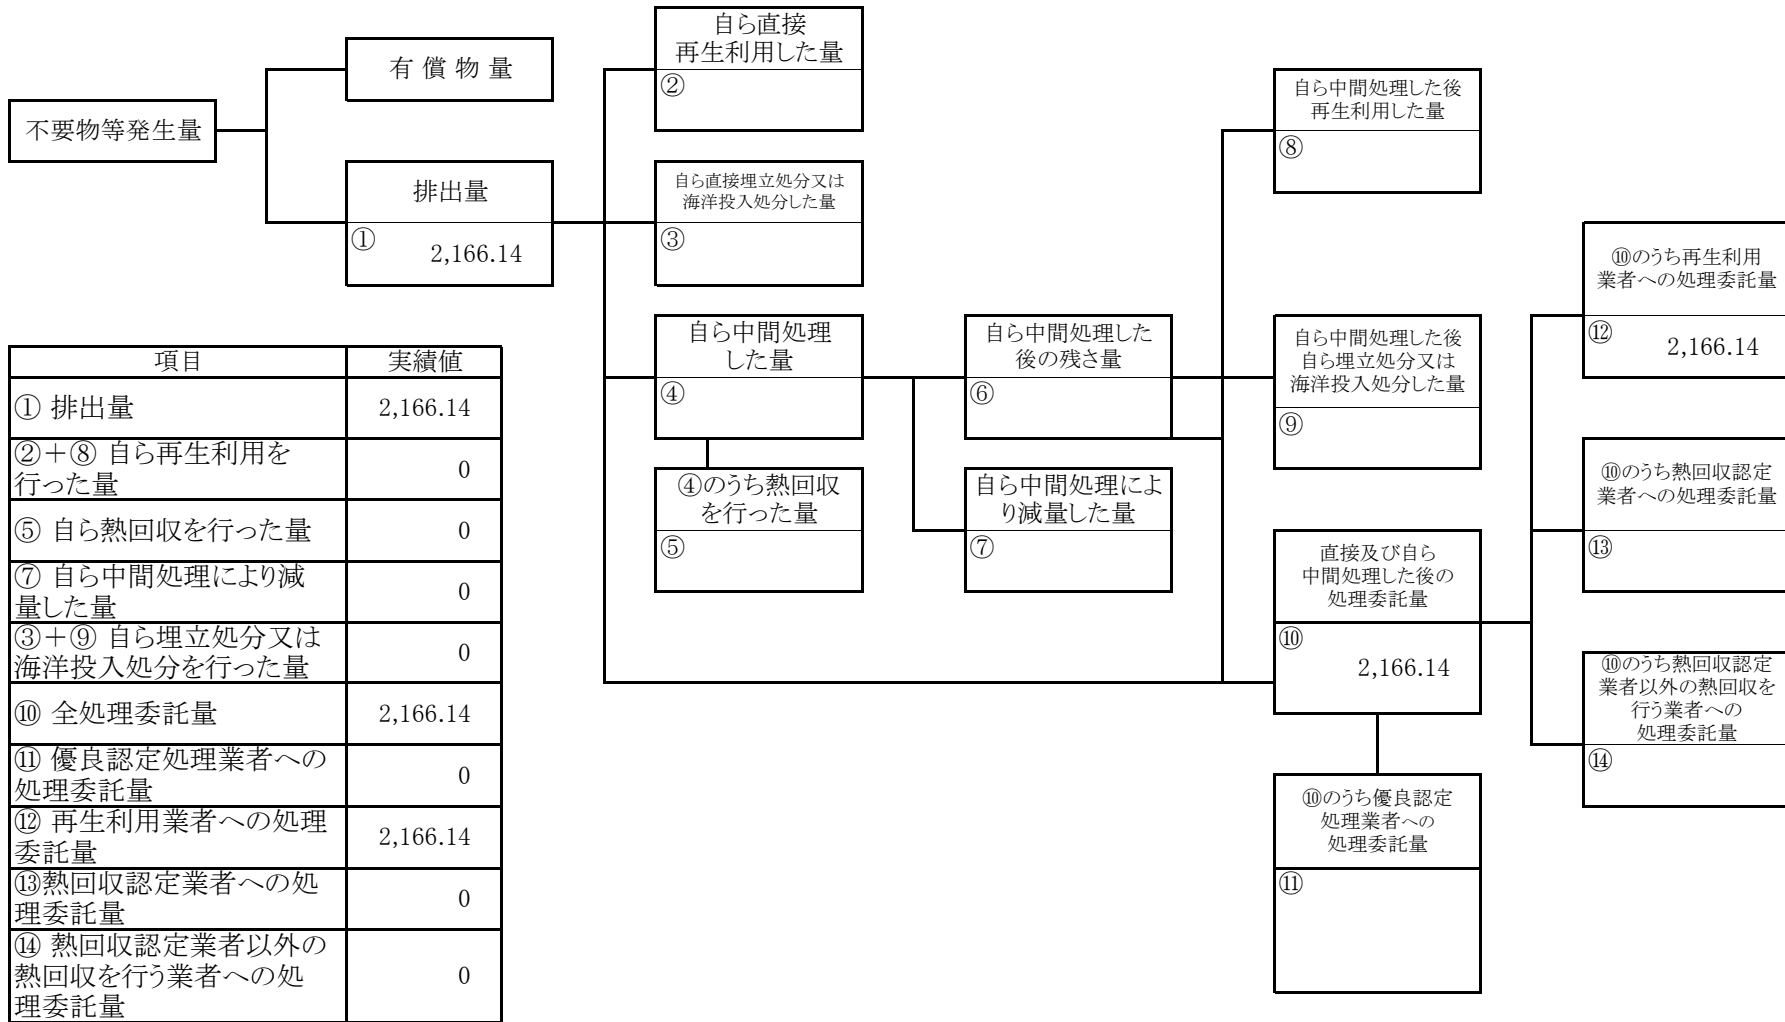 不要物等発生量
有 償 物 量
排出量
①
2,166.14
自ら直接
再生利用した量
②
自ら直接埋立処分又は
海洋投入処分した量
③
自ら中間処理
した量
④
④のうち熱回収
を行った量
⑤
自ら中間処理した
後の残さ量
⑥
自ら中間処理によ
り減量した量
⑦
自ら中間処理した後
再生利用した量
⑧
自ら中間処理した後
自ら埋立処分又は
海洋投入処分した量
⑨
直接及び自ら
中間処理した後の
処理委託量
⑩
2,166.14
⑩のうち優良認定
処理業者への
処理委託量
⑪
⑩のうち再生利用
業者への処理委託量
⑫
2,166.14
⑩のうち熱回収認定
業者への処理委託量
⑬
⑩のうち熱回収認定
業者以外の熱回収を
行う業者への
処理委託量
⑭
項目 実績値
① 排出量 2,166.14
②+⑧ 自ら再生利用を
行った量 0
⑤ 自ら熱回収を行った量 0
⑦ 自ら中間処理により減
量した量 0
③+⑨ 自ら埋立処分又は
海洋投入処分を行った量 0
⑩ 全処理委託量 2,166.14
⑪ 優良認定処理業者への
処理委託量 0
⑫ 再生利用業者への処理
委託量 2,166.14
⑬熱回収認定業者への処
理委託量 0
⑭ 熱回収認定業者以外の
熱回収を行う業者への処
理委託量 0